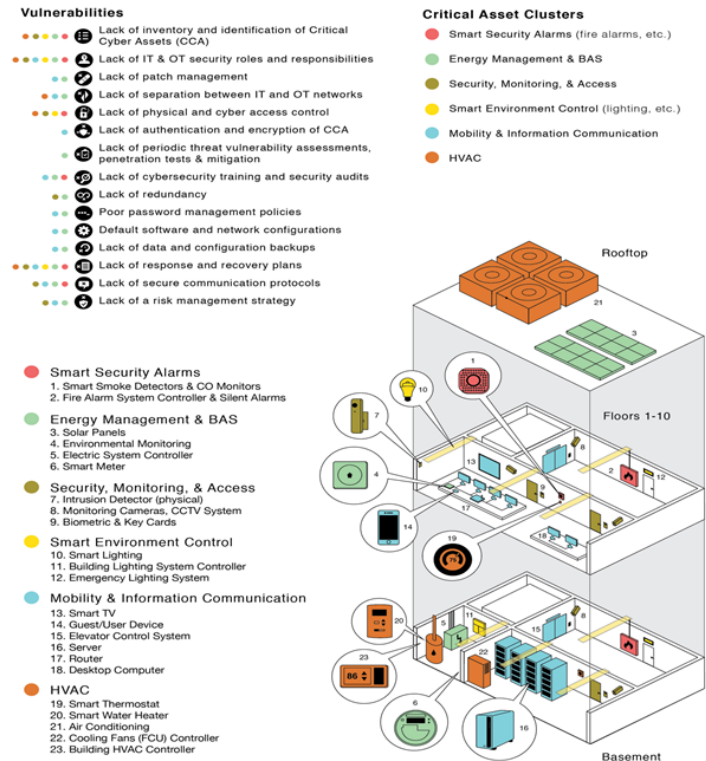 Vulnerabilities
Lack of inventory and identification of Critical
Cyber Assets (CCA)
Lack of IT & OT security roles and responsibilities
Lack of patch management
Lack of separation between IT and OT networks
Lack of physical and cyber access control
Lack of authentication and encryption of CCA
Lack of periodic threat vulnerability assessments,
penetration tests & mitigation
Lack of cybersecurity training and security audits
Lack of redundancy
Poor password management policies
Default software and network configurations
Lack of data and configuration backups
Lack of response and recovery plans
Lack of secure communication protocols
Lack of a risk management strategy
Critical Asset Clusters
Smart Security Alarms (fire alarms, etc.)
Energy Management & BAS
Security, Monitoring, & Access
Smart Environment Control (lighting, etc.)
Mobility & Information Communication
HVAC
Smart Security Alarms
1. Smart Smoke Detectors & CO Monitors
2. Fire Alarm System Controller & Silent Alarms
Energy Management & BAS
3. Solar Panels
4. Environmental Monitoring
5. Electric System Controller
6. Smart Meter
Security, Monitoring, & Access
7. Intrusion Detector (physical)
8. Monitoring Cameras, CCTV System
9. Biometric & Key Cards
Smart Environment Control
10. Smart Lighting
11. Building Lighting System Controller
12. Emergency Lighting System
Mobility & Information Communication
13. Smart TV
14. Guest/User Device
15. Elevator Control System
16. Server
17. Router
18. Desktop Computer
HVAC
19. Smart Thermostat
20. Smart Water Heater
21. Air Conditioning
22. Cooling Fans (FCU) Controller
23. Building HVAC Controller
Rooftop
21
3
1
10
Floors 1-10
7
8
13
2
12
4
9
17
14
19
75
18
20
5
11
8
15
23
22
86
6
16
Basement